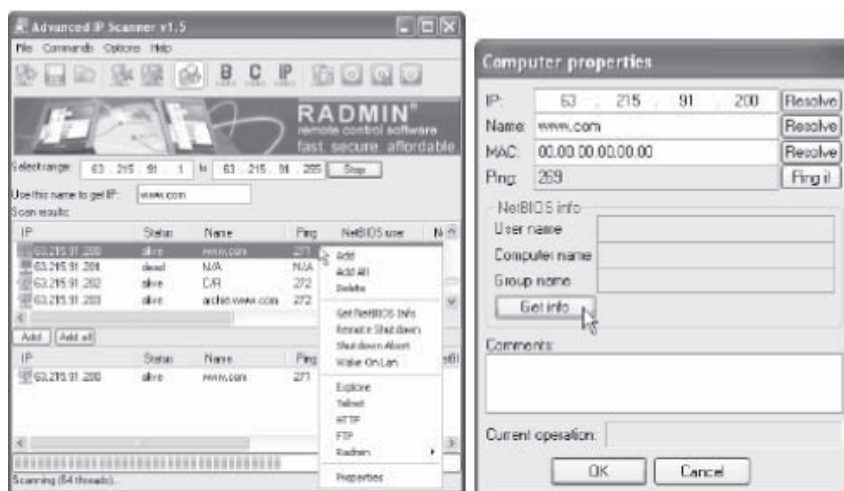 Advanced IP Scanner v1.5
File Commands Options Help
B C IP
RADMIN®
remote control software
fast, secure, affordable
Select range: 63 . 215 . 91 . 1 to 63 . 215 . 91 . 255 Stop
Use this name to get IP: www.com
Scan results:
IP Status Name Ping NetBIOS user N
63.215.91.200 alive www.com 271
63.215.91.201 dead N/A N/A
63.215.91.202 alive C/R 272
63.215.91.203 alive archie.www.com 272
Add
Add All
Delete
Get NetBIOS Info
Remote Shutdown
Shutdown Abort
Wake On Lan
Explore
Telnet
HTTP
FTP
Radmin
Properties
Add Add all
IP Status Name Ping
63.215.91.200 alive www.com 271
Scanning (64 threads)...
Computer properties
IP: 63 . 215 . 91 . 200 Resolve
Name: www.com Resolve
MAC: 00.00.00.00.00.00 Resolve
Ping: 269 Ping it
NetBIOS info
User name
Computer name
Group name
Get info
Comments:
Current operation:
OK Cancel